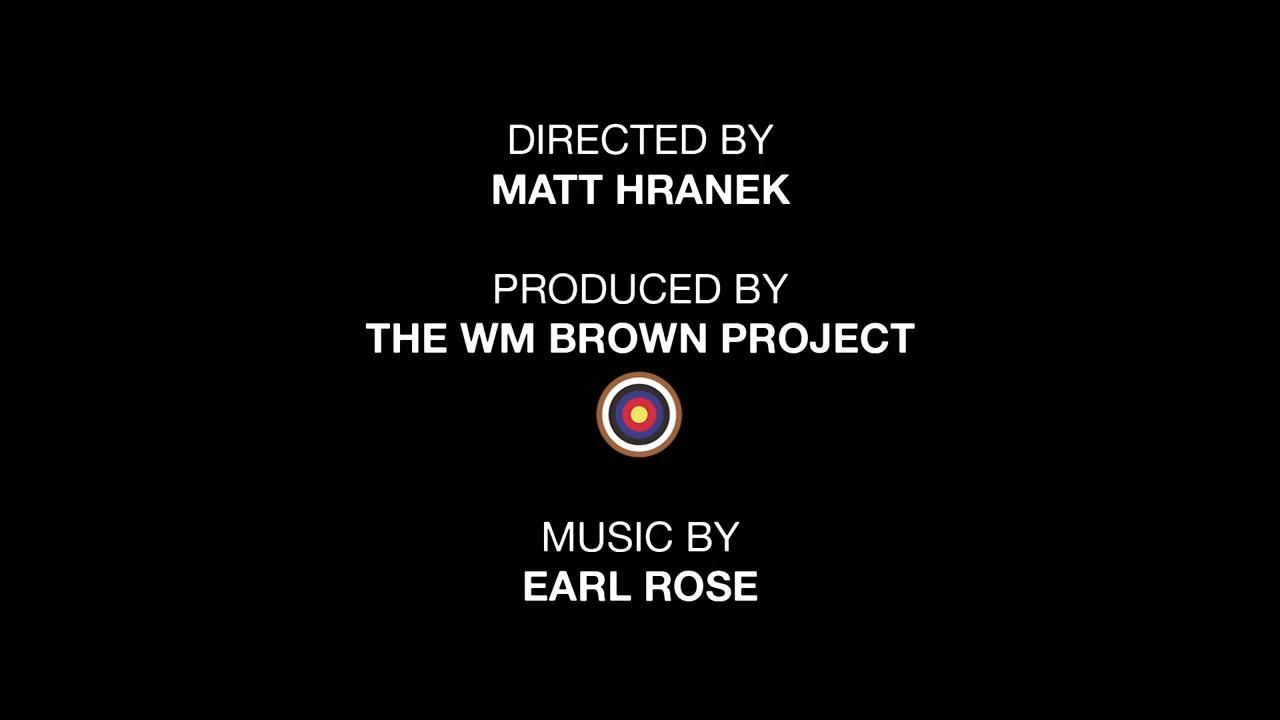 DIRECTED BY
MATT HRANEK
PRODUCED BY
THE WM BROWN PROJECT
MUSIC BY
EARL ROSE